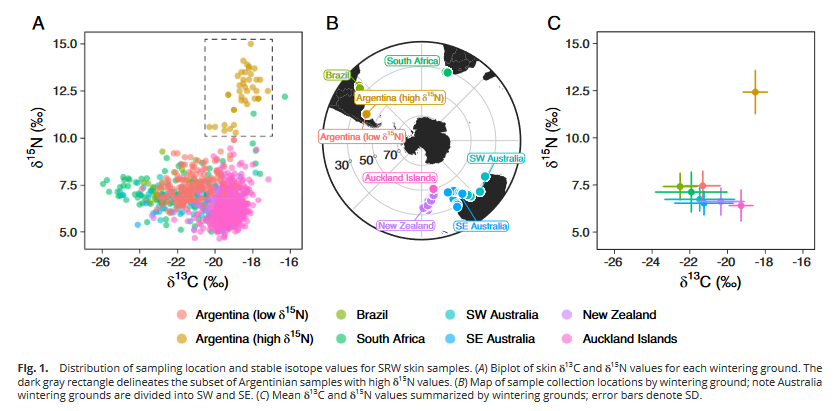 A
B
C
15.0
12.5
10.0
7.5
5.0
δ15N (‰)
-26
-24
-22
-20
-18
-16
δ13C (‰)
South Africa
Brazil
Argentina (high δ15N)
Argentina (low δ15N)
30°
50°
70°
SW Australia
Auckland Islands
New Zealand
SE Australia
15.0
12.5
10.0
7.5
5.0
δ15N (‰)
-26
-24
-22
-20
-18
-16
δ13C (‰)
Argentina (low δ15N)
Brazil
SW Australia
New Zealand
Argentina (high δ15N)
South Africa
SE Australia
Auckland Islands
Fig. 1. Distribution of sampling location and stable isotope values for SRW skin samples. (A) Biplot of skin δ13C and δ15N values for each wintering ground. The
dark gray rectangle delineates the subset of Argentinian samples with high δ15N values. (B) Map of sample collection locations by wintering ground; note Australia
wintering grounds are divided into SW and SE. (C) Mean δ13C and δ15N values summarized by wintering grounds; error bars denote SD.